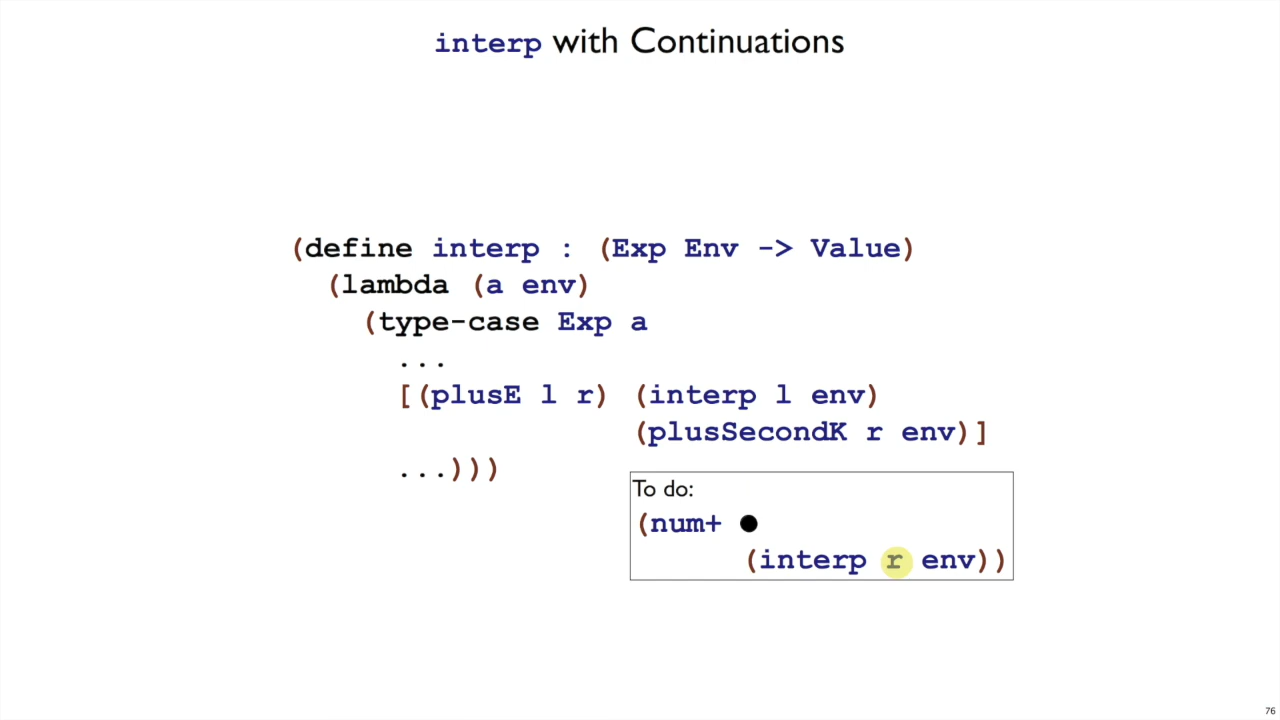 interp with Continuations
(define interp : (Exp Env -> Value)
(lambda (a env)
(type-case Exp a
...
[(plusE l r) (interp l env)
(plusSecondK r env)]
...)))
To do:
(num+ ●
(interp r env))
76